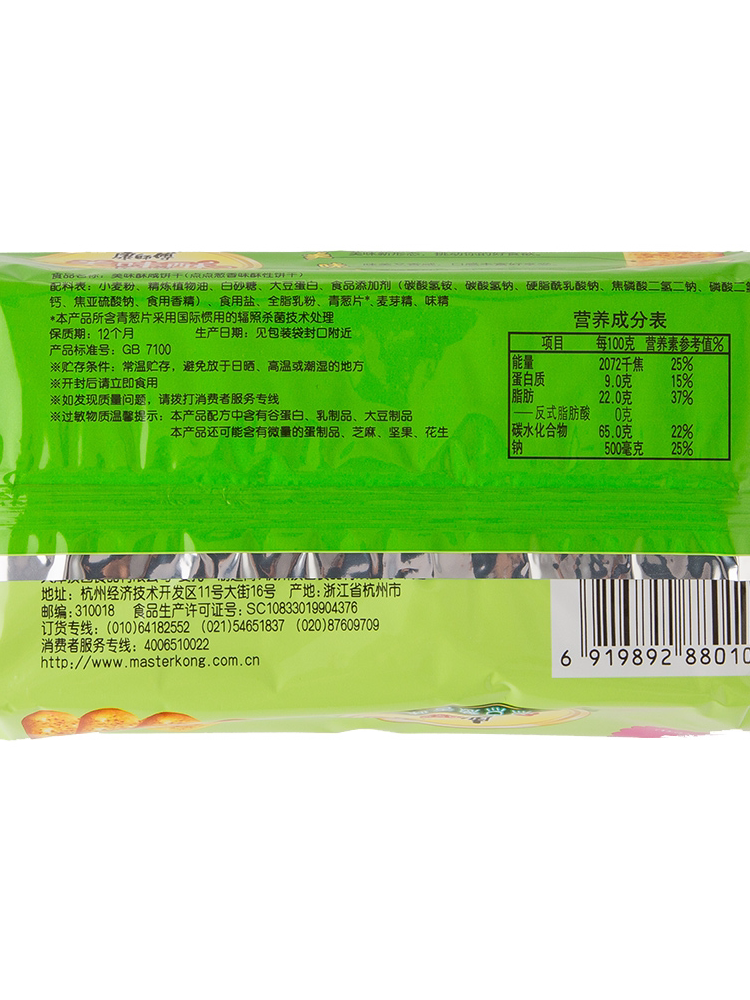 食品名称：美味酥咸饼干(点点葱香味酥性饼干)
配料表：小麦粉、精炼植物油、白砂糖、大豆蛋白、食品添加剂（碳酸氢铵、碳酸氢钠、硬脂酰乳酸钠、焦磷酸二氢二钠、磷酸二氢
钙、焦亚硫酸钠、食用香精）、食用盐、全脂乳粉、青葱片*、麦芽精、味精
*本产品所含青葱片采用国际惯用的辐照杀菌技术处理
保质期：12个月 生产日期：见包装袋封口附近
产品标准号：GB 7100
※贮存条件：常温贮存，避免放于日晒、高温或潮湿的地方
※开封后请立即食用
※如发现质量问题，请拨打消费者服务专线
※过敏物质温馨提示：本产品配方中含有谷蛋白、乳制品、大豆制品
本产品还可能含有微量的蛋制品、芝麻、坚果、花生
营养成分表
项目 每100克 营养素参考值%
能量 2072千焦 25%
蛋白质 9.0克 15%
脂肪 22.0克 37%
——反式脂肪酸 0克
碳水化合物 65.0克 22%
钠 500毫克 25%
地址：杭州经济技术开发区11号大街16号 产地：浙江省杭州市
邮编：310018 食品生产许可证号：SC10833019904376
订货专线：(010)64182552 (021)54651837 (020)87609709
消费者服务专线：4006510022
http://www.masterkong.com.cn
6 919892 88010